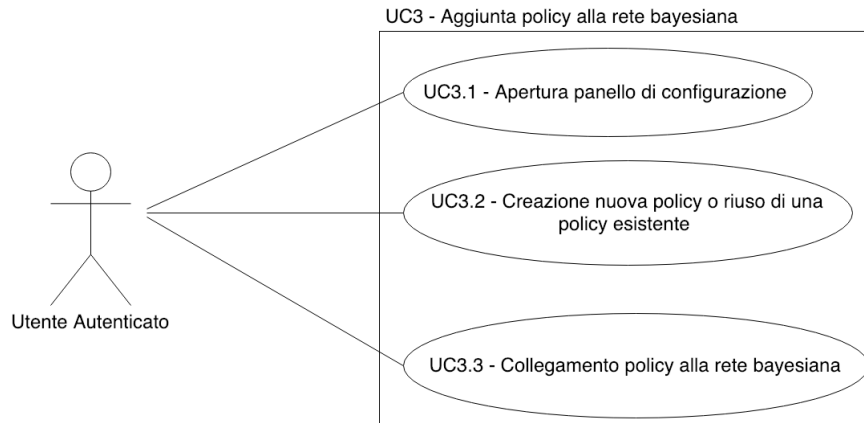 UC3 - Aggiunta policy alla rete bayesiana
UC3.1 - Apertura panello di configurazione
UC3.2 - Creazione nuova policy o riuso di una
policy esistente
Utente Autenticato
UC3.3 - Collegamento policy alla rete bayesiana